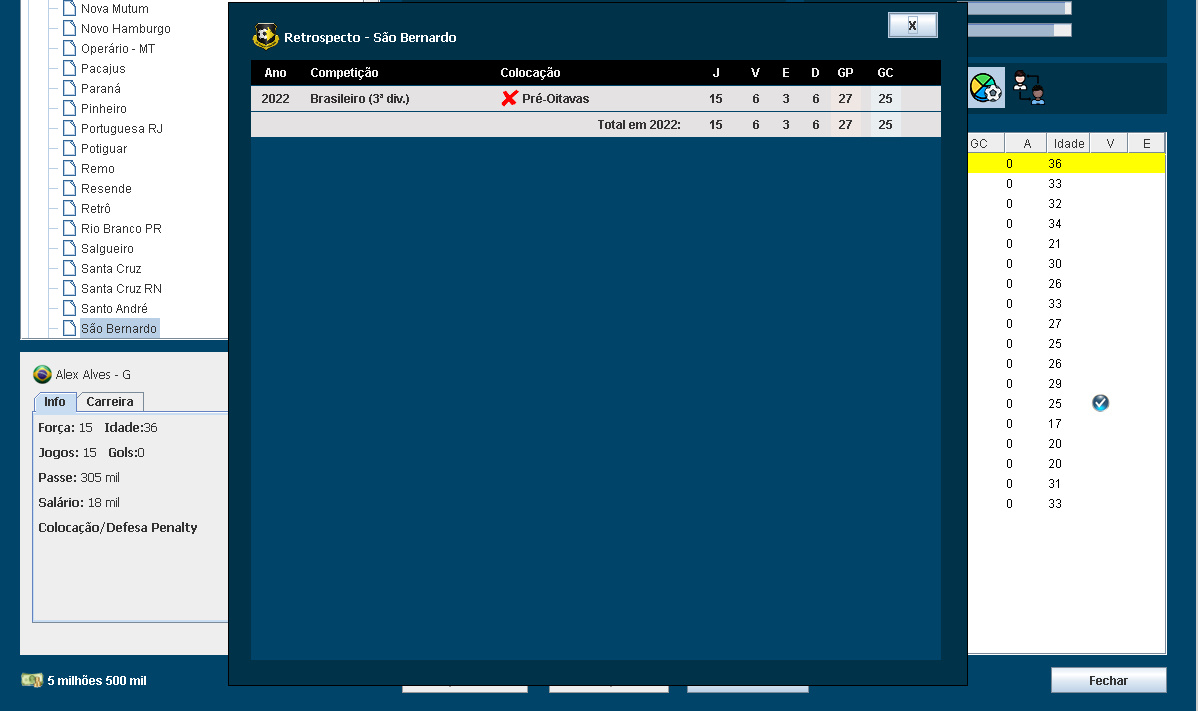 Nova Mutum
Novo Hamburgo
Operário - MT
Pacajus
Paraná
Pinheiro
Portuguesa RJ
Potiguar
Remo
Resende
Retrô
Rio Branco PR
Salgueiro
Santa Cruz
Santa Cruz RN
Santo André
São Bernardo
Alex Alves - G
Info Carreira
Força: 15 Idade:36
Jogos: 15 Gols:0
Passe: 305 mil
Salário: 18 mil
Colocação/Defesa Penalty
5 milhões 500 mil
Retrospecto - São Bernardo
x
Ano Competição Colocação J V E D GP GC
2022 Brasileiro (3ª div.) Pré-Oitavas 15 6 3 6 27 25
Total em 2022: 15 6 3 6 27 25
GC A Idade V E
0 36
0 33
0 32
0 34
0 21
0 30
0 26
0 33
0 27
0 25
0 26
0 29
0 25
0 17
0 20
0 20
0 31
0 33
Fechar